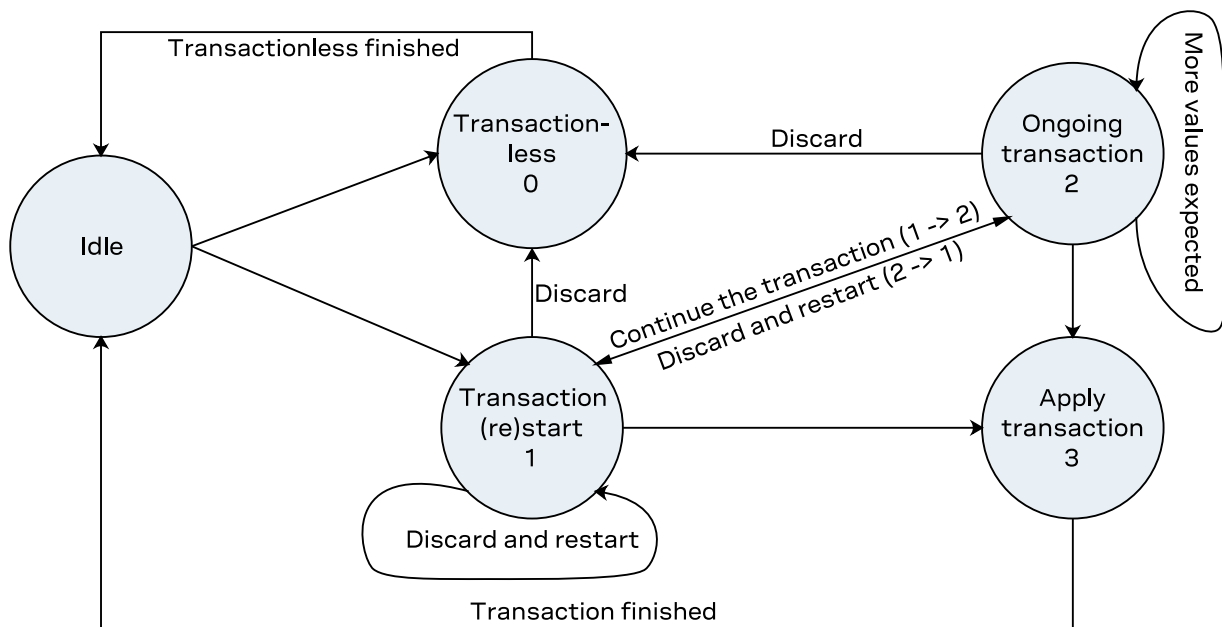 Transactionless finished
Transaction-
less
0
Ongoing
transaction
2
More values expected
Discard
Idle
Continue the transaction (1 -> 2)
Discard and restart (2 -> 1)
Discard
Transaction
(re)start
1
Apply
transaction
3
Discard and restart
Transaction finished